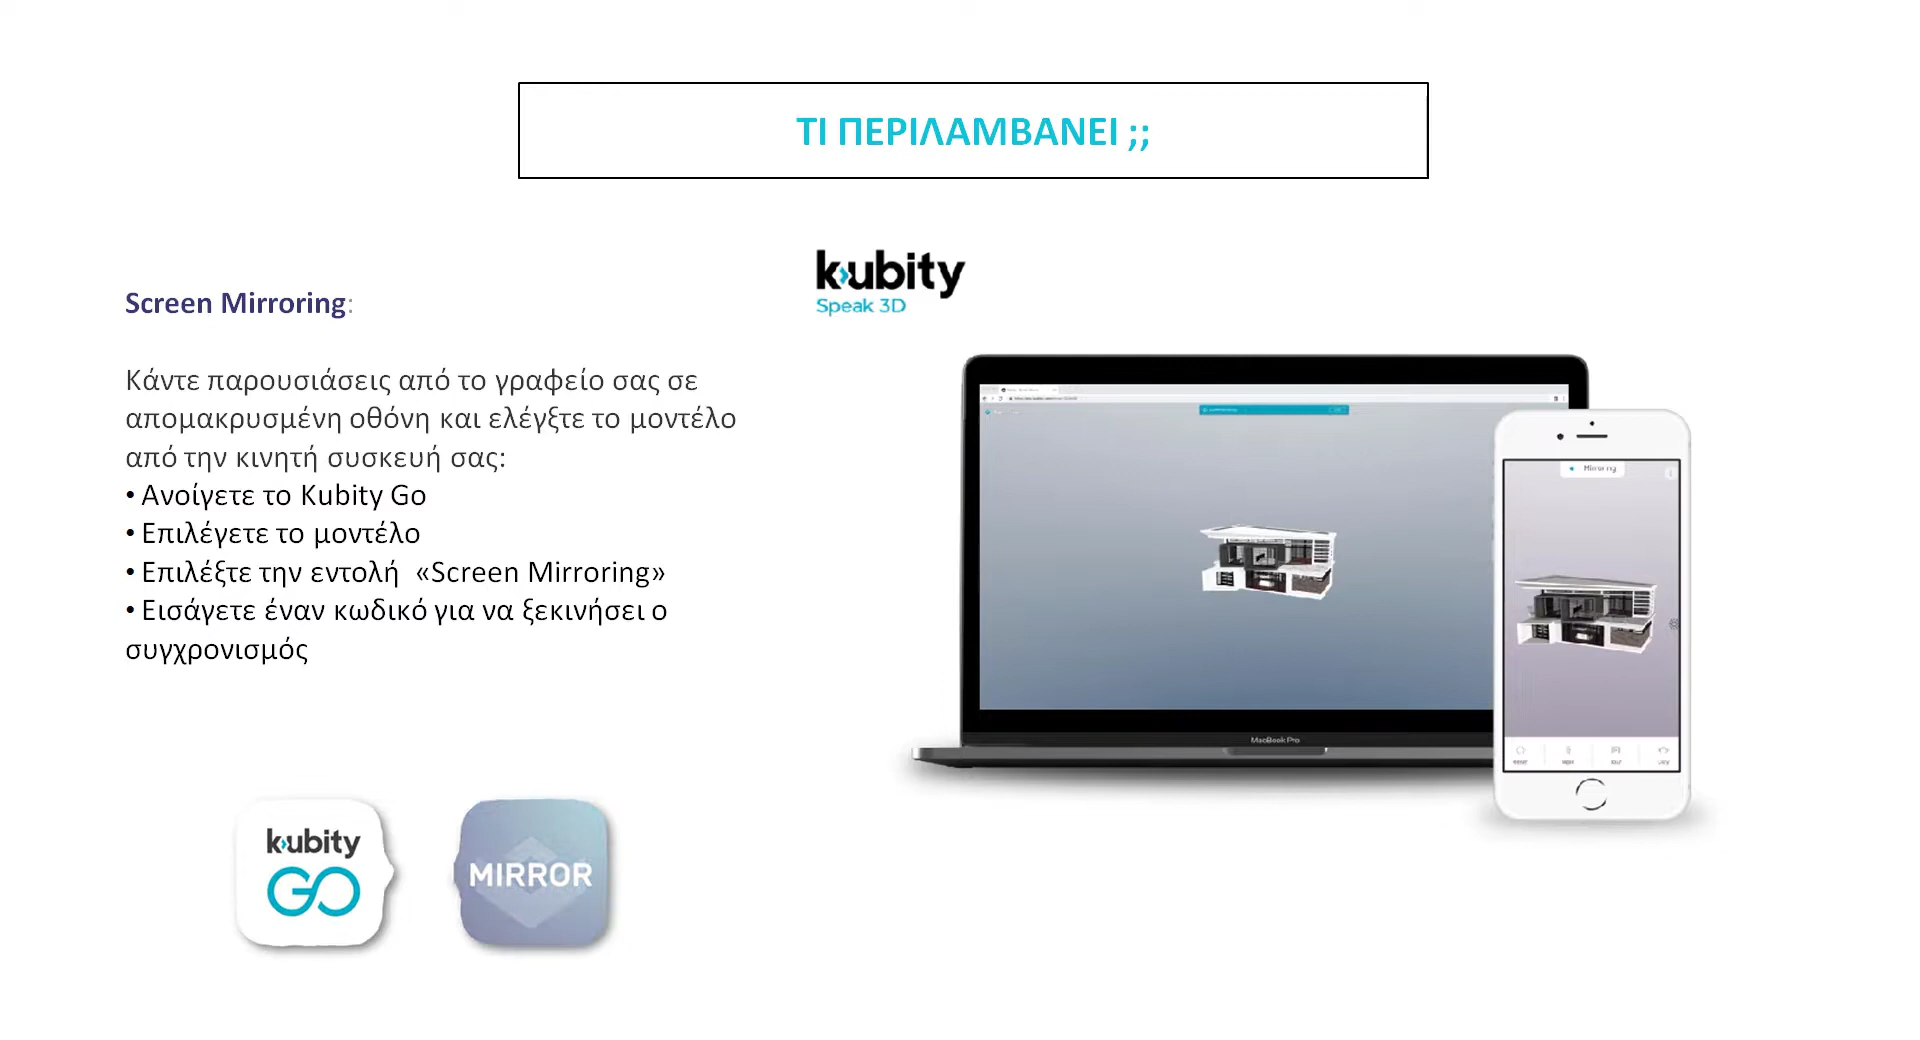 ΤΙ ΠΕΡΙΛΑΜΒΑΝΕΙ ;;
kubity
Speak 3D
Screen Mirroring:
Κάντε παρουσιάσεις από το γραφείο σας σε
απομακρυσμένη οθόνη και ελέγξτε το μοντέλο
από την κινητή συσκευή σας:
• Ανοίγετε το Kubity Go
• Επιλέγετε το μοντέλο
• Επιλέξτε την εντολή «Screen Mirroring»
• Εισάγετε έναν κωδικό για να ξεκινήσει ο
συγχρονισμός
MacBook Pro
kubity
GO
MIRROR